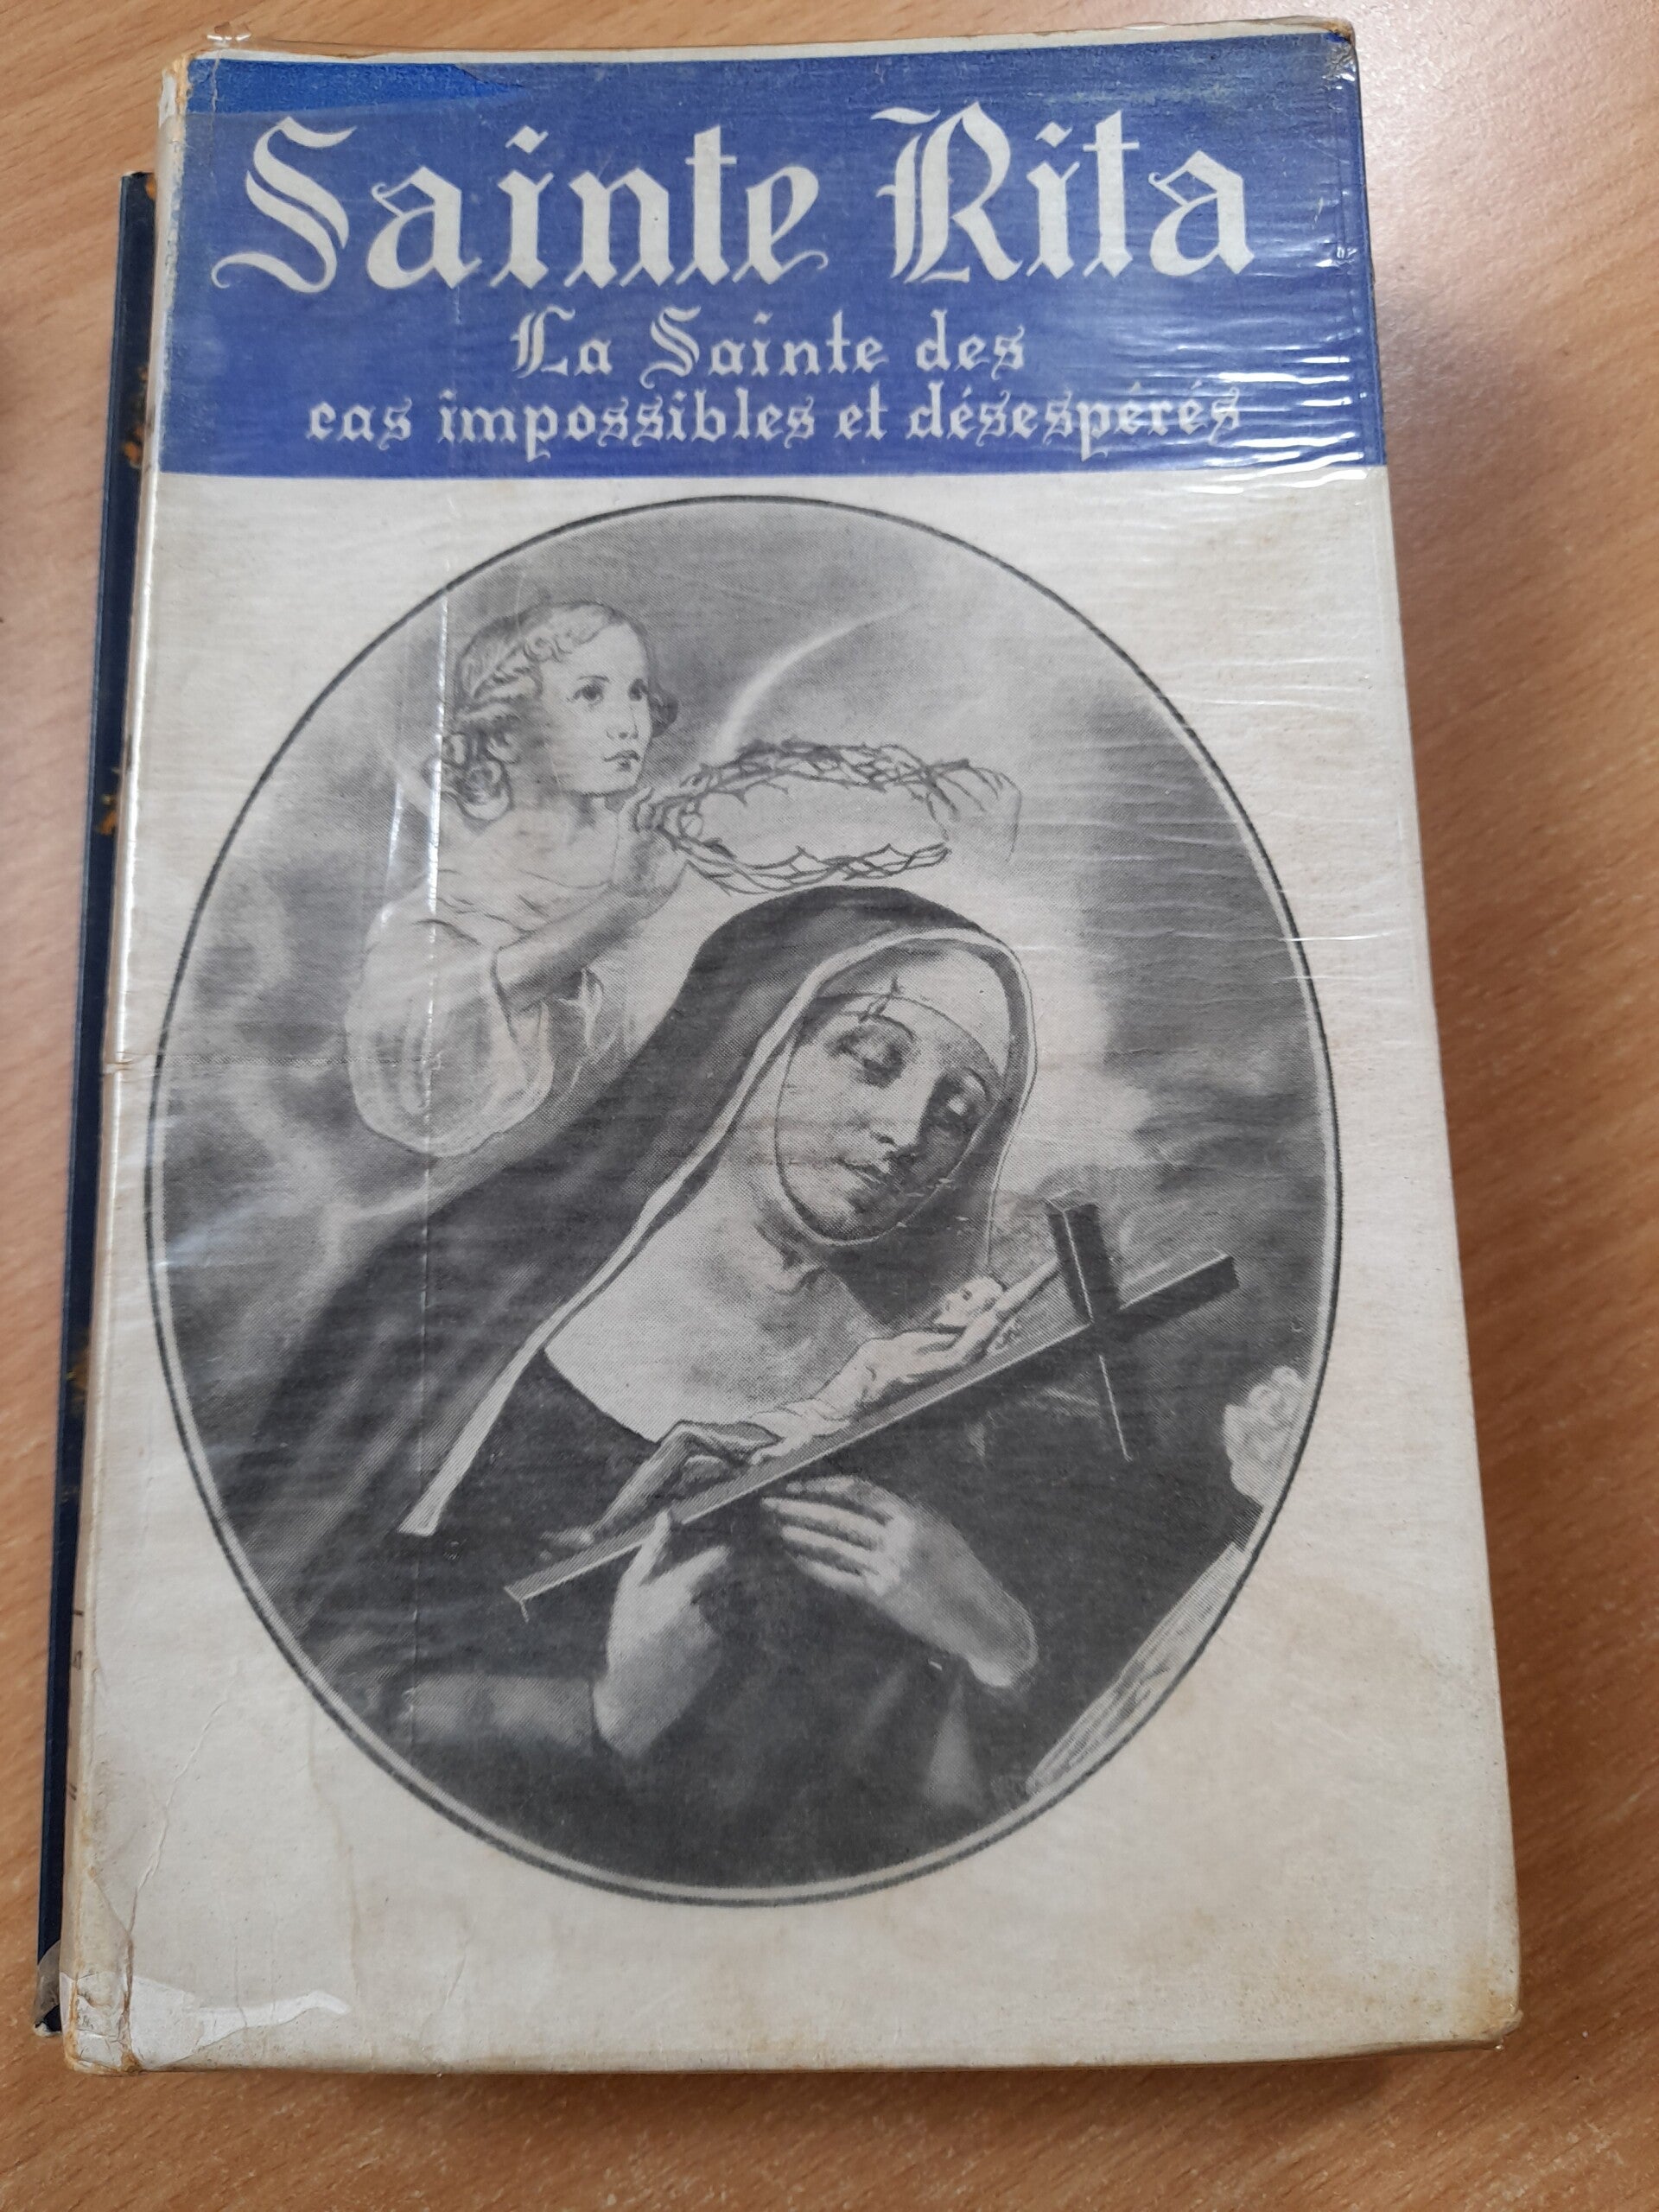 Sainte Rita
La Sainte des
cas impossibles et désespérés